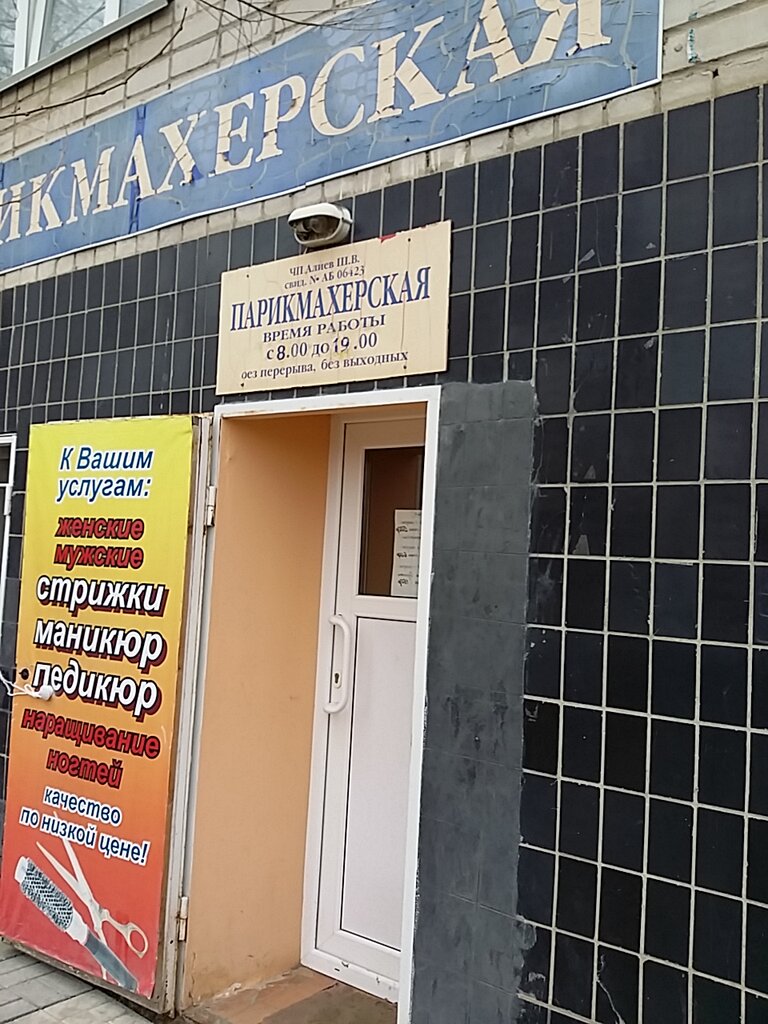 ИКМАХЕРСКАЯ
ЧП Алиев Ш.В.
свид. № АБ 06423
ПАРИКМАХЕРСКАЯ
ВРЕМЯ РАБОТЫ
с 8.00 до 19.00
без перерыва, без выходных
К Вашим
услугам:
женские
мужские
стрижки
маникюр
педикюр
наращивание
ногтей
качество
по низкой цене!